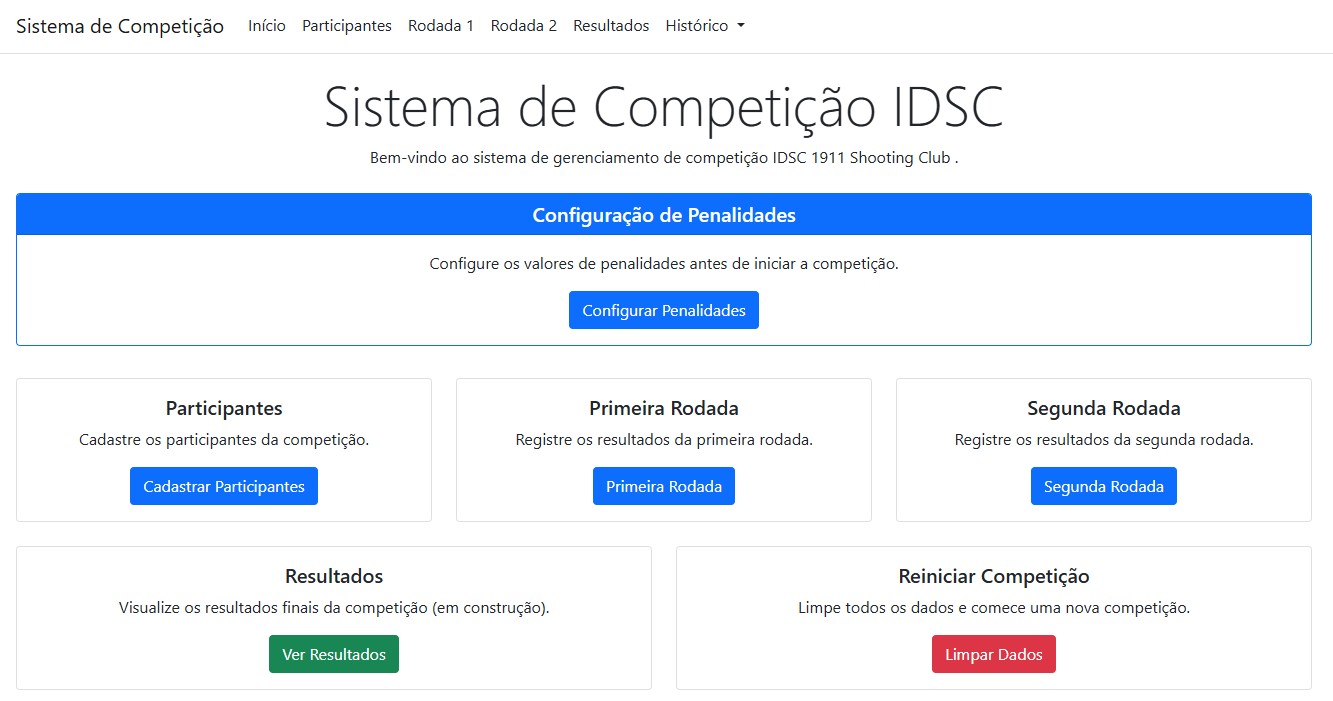 Sistema de Competição Início Participantes Rodada 1 Rodada 2 Resultados Histórico
Sistema de Competição IDSC
Bem-vindo ao sistema de gerenciamento de competição IDSC 1911 Shooting Club .
Configuração de Penalidades
Configure os valores de penalidades antes de iniciar a competição.
Configurar Penalidades
Participantes
Cadastre os participantes da competição.
Cadastrar Participantes
Primeira Rodada
Registre os resultados da primeira rodada.
Primeira Rodada
Segunda Rodada
Registre os resultados da segunda rodada.
Segunda Rodada
Resultados
Visualize os resultados finais da competição (em construção).
Ver Resultados
Reiniciar Competição
Limpe todos os dados e comece uma nova competição.
Limpar Dados